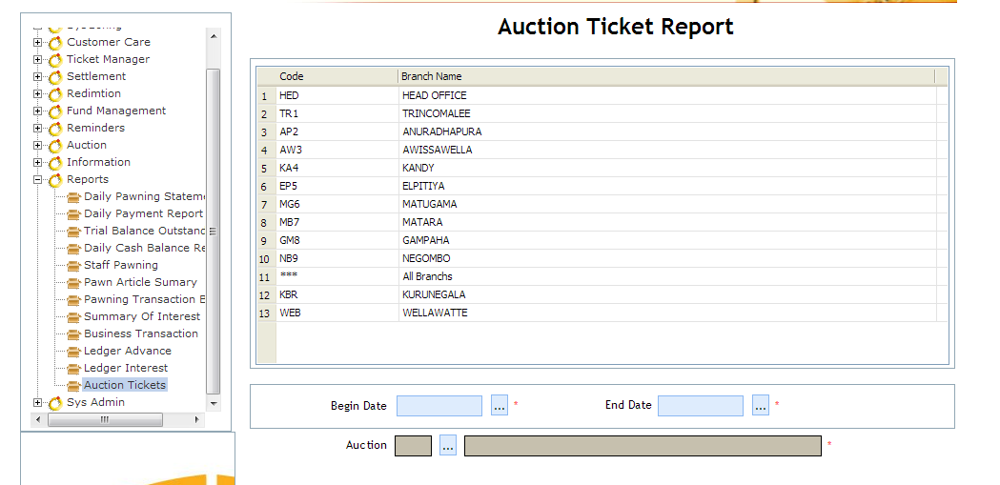 Customer Care
Ticket Manager
Settlement
Redimtion
Fund Management
Reminders
Auction
Information
Reports
Daily Pawning Stateme
Daily Payment Report
Trial Balance Outstanc
Daily Cash Balance Re
Staff Pawning
Pawn Article Sumary
Pawning Transaction E
Summary Of Interest
Business Transaction
Ledger Advance
Ledger Interest
Auction Tickets
Sys Admin
Auction Ticket Report
Code Branch Name
1 HED HEAD OFFICE
2 TR1 TRINCOMALEE
3 AP2 ANURADHAPURA
4 AW3 AWISSAWELLA
5 KA4 KANDY
6 EP5 ELPITIYA
7 MG6 MATUGAMA
8 MB7 MATARA
9 GM8 GAMPAHA
10 NB9 NEGOMBO
11 *** All Branchs
12 KBR KURUNEGALA
13 WEB WELLAWATTE
Begin Date ... * End Date ... *
Auction ... *